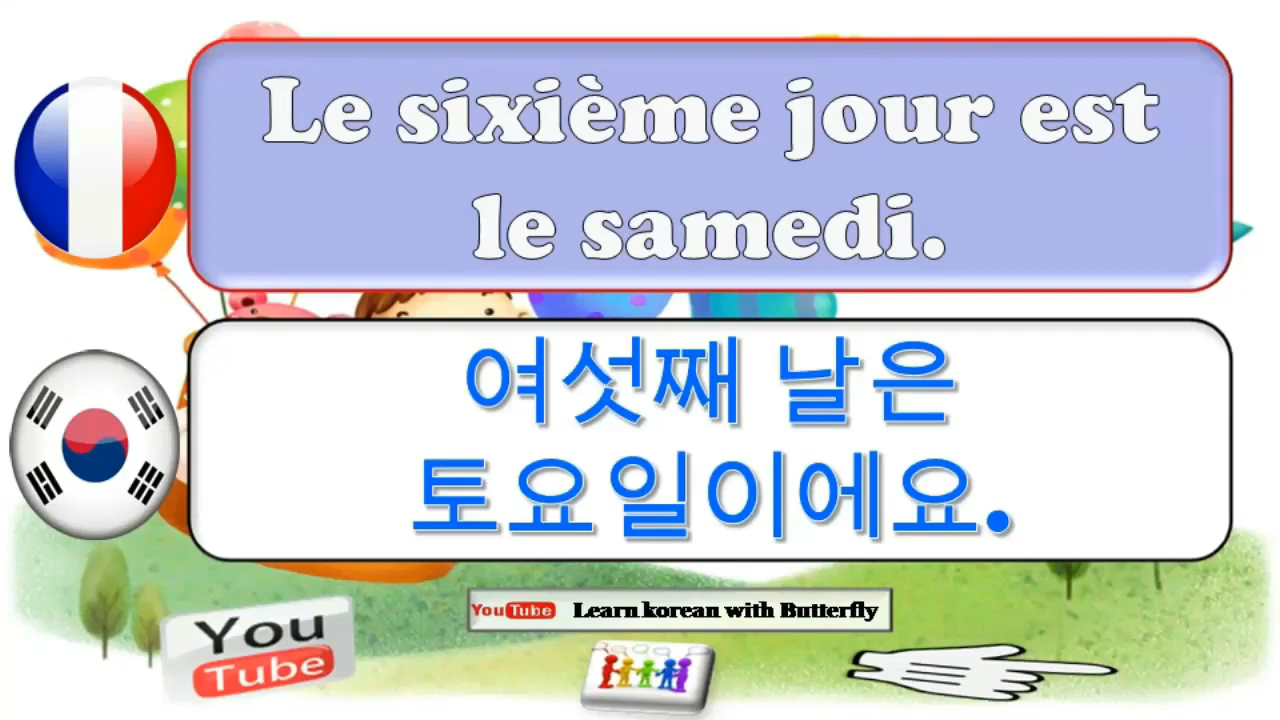 Le sixième jour est
le samedi.
여섯째 날은
토요일이에요.
YouTube Learn korean with Butterfly
You
Tube